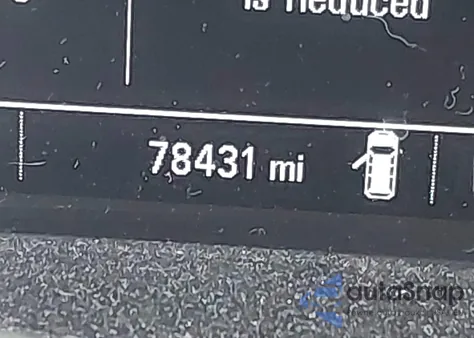 is Reduced
78431 mi
autoSnap